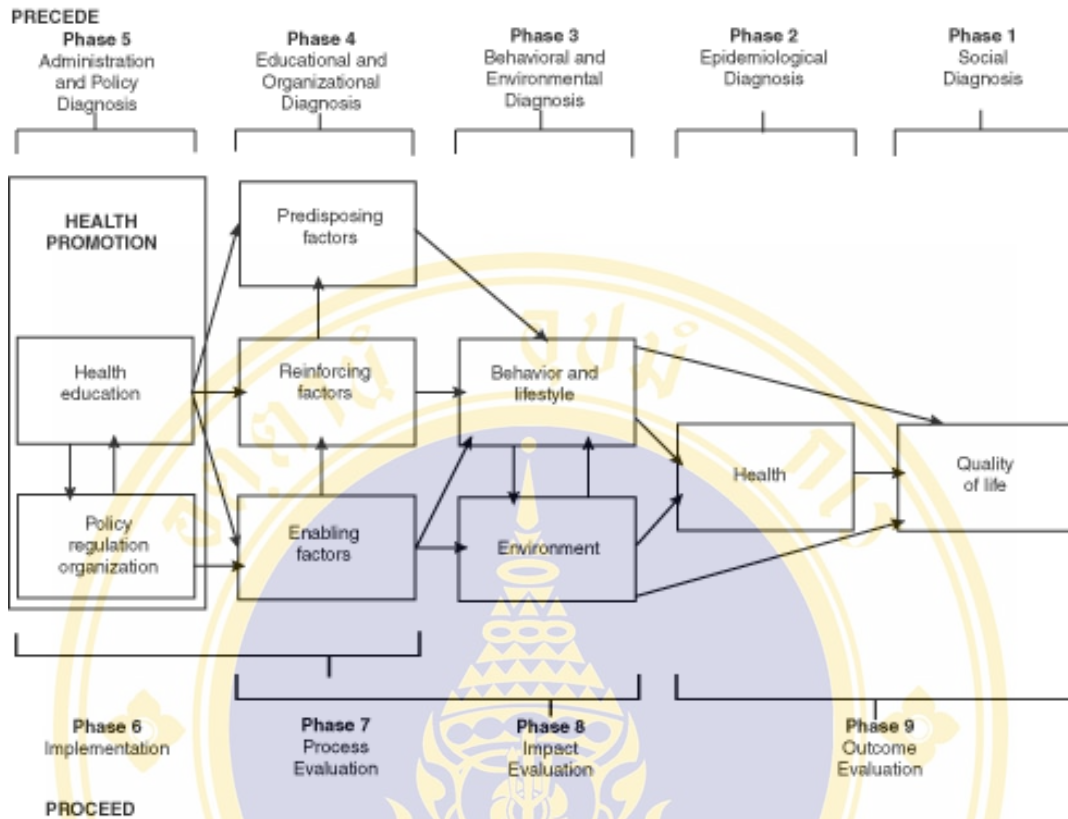 PRECEDE
Phase 5
Administration
and Policy
Diagnosis
Phase 4
Educational and
Organizational
Diagnosis
Phase 3
Behavioral and
Environmental
Diagnosis
Phase 2
Epidemiological
Diagnosis
Phase 1
Social
Diagnosis
HEALTH
PROMOTION
Predisposing
factors
Health
education
Reinforcing
factors
Behavior and
lifestyle
Health
Quality
of life
Policy
regulation
organization
Enabling
factors
Environment
Phase 6
Implementation
Phase 7
Process
Evaluation
Phase 8
Impact
Evaluation
Phase 9
Outcome
Evaluation
PROCEED